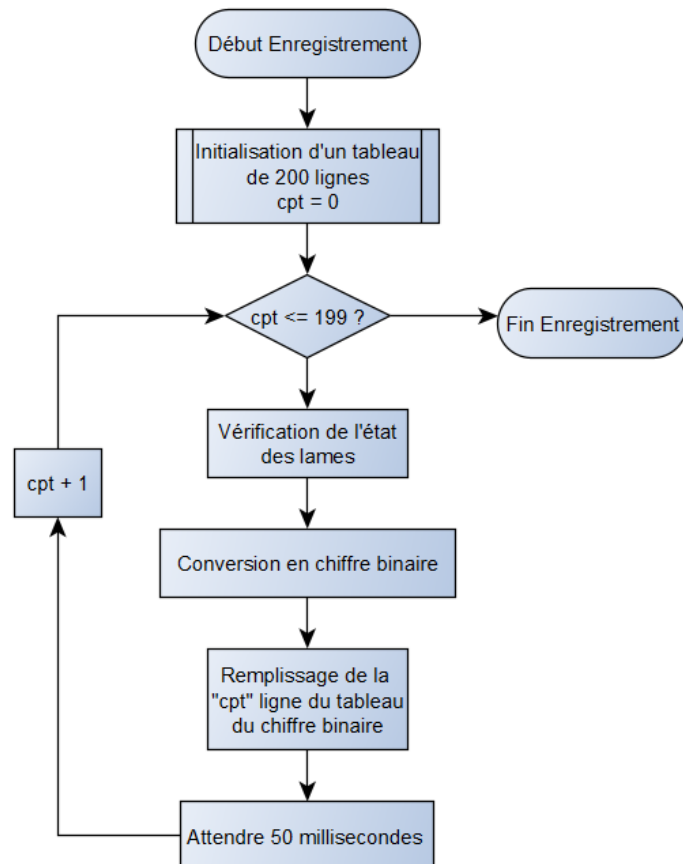 Début Enregistrement
Initialisation d'un tableau
de 200 lignes
cpt = 0
cpt <= 199 ?
Fin Enregistrement
Vérification de l'état
des lames
cpt + 1
Conversion en chiffre binaire
Remplissage de la
"cpt" ligne du tableau
du chiffre binaire
Attendre 50 millisecondes